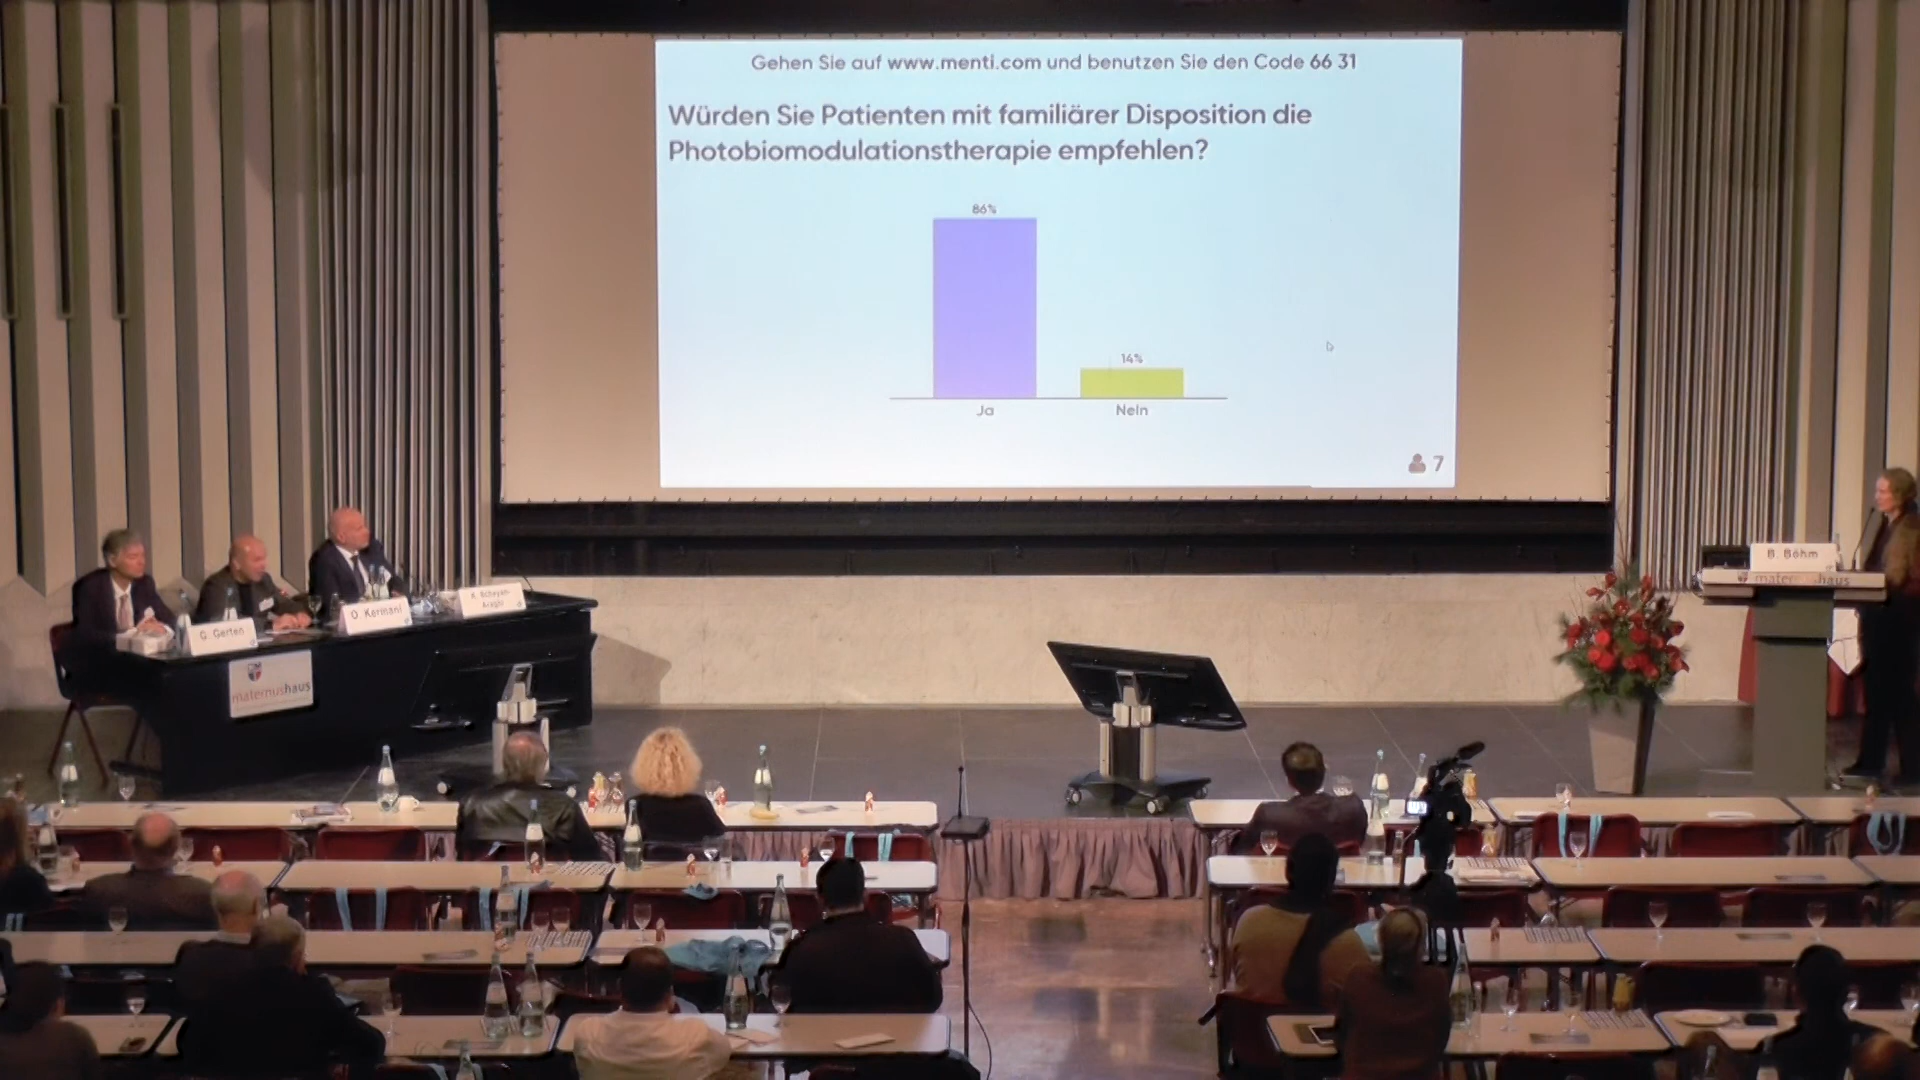 Gehen Sie auf www.menti.com und benutzen Sie den Code 66 31
Würden Sie Patienten mit familiärer Disposition die
Photobiomodulationstherapie empfehlen?
86%
14%
Ja
Nein
7
G. Gerten
O. Kermani
maternushaus
B. Böhm
maternushaus